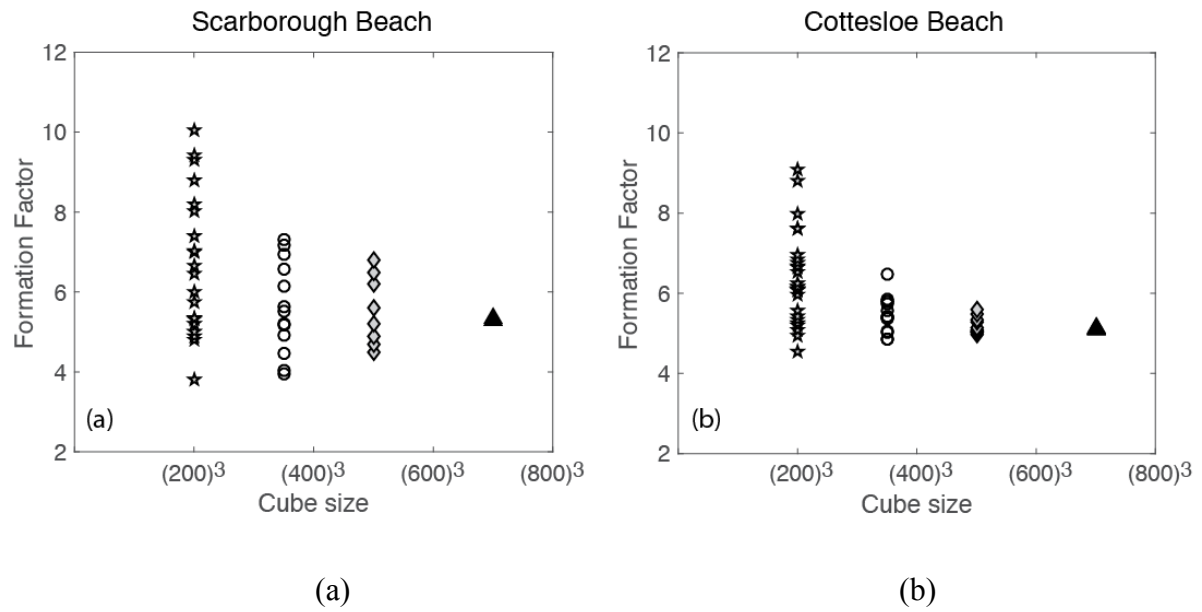 Scarborough Beach
12
10
8
6
4
2
Formation Factor
(a)
(200)3 (400)3 (600)3 (800)3
Cube size
(a)
Cottesloe Beach
12
10
8
6
4
2
Formation Factor
(b)
(200)3 (400)3 (600)3 (800)3
Cube size
(b)